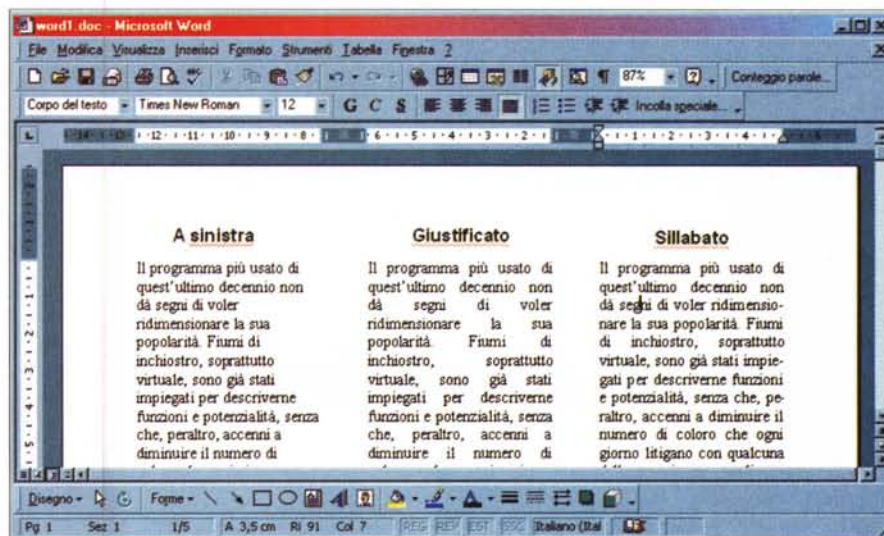 word1.doc - Microsoft Word
File Modifica Visualizza Inserisci Formato Strumenti Tabella Finestra ?
87% Conteggio parole...
Corpo del testo Times New Roman 12 G C S Incolla speciale...
A sinistra
Il programma più usato di
quest'ultimo decennio non
dà segni di voler
ridimensionare la sua
popolarità. Fiumi di
inchiostro, soprattutto
virtuale, sono già stati
impiegati per descriverne
funzioni e potenzialità, senza
che, peraltro, accenni a
diminuire il numero di
Giustificato
Il programma più usato di
quest'ultimo decennio non
dà segni di voler
ridimensionare la sua
popolarità. Fiumi di
inchiostro, soprattutto
virtuale, sono già stati
impiegati per descriverne
funzioni e potenzialità, senza
che, peraltro, accenni a
diminuire il numero di
Sillabato
Il programma più usato di
quest'ultimo decennio non
dà segni di voler ridimensio-
nare la sua popolarità. Fiumi
di inchiostro, soprattutto
virtuale, sono già stati impie-
gati per descriverne funzioni
e potenzialità, senza che, pe-
raltro, accenni a diminuire il
numero di coloro che ogni
giorno litigano con qualcuna
Disegno Forme
Pg 1 Sez 1 1/5 A 3,5 cm Ri 91 Col 7 REG REV EST SSC Italiano (Ital